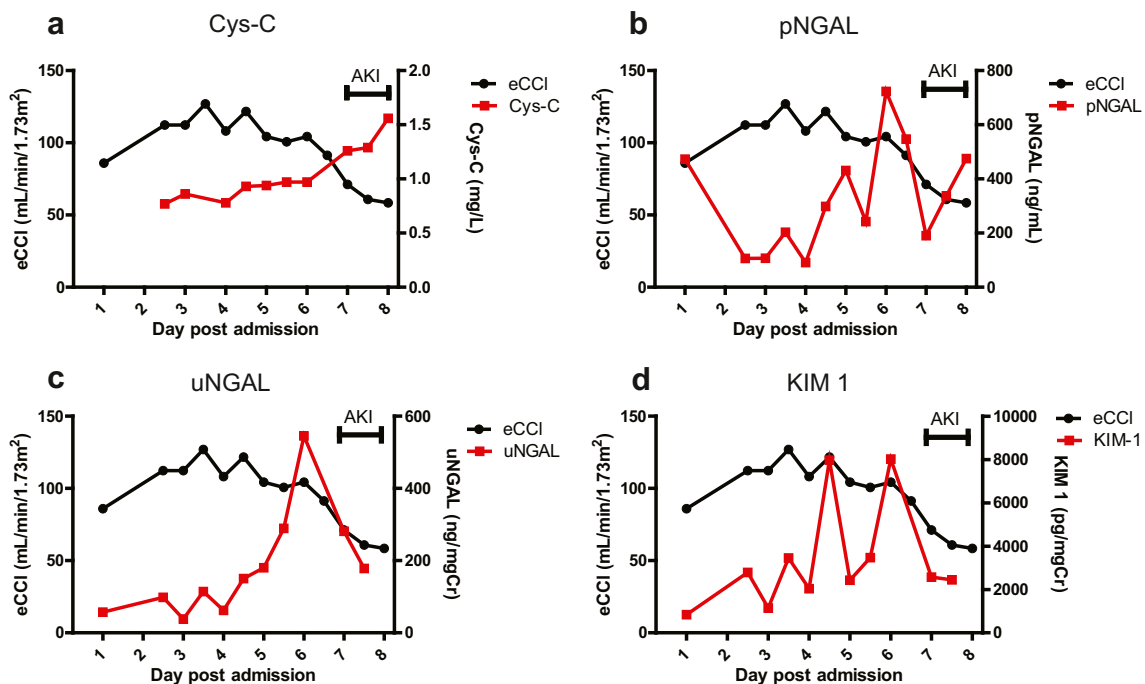 a
Cys-C
150
100
50
0
eCCl (mL/min/1.73m²)
2.0
1.5
1.0
0.5
0.0
Cys-C (mg/L)
AKI
eCCl
Cys-C
1 2 3 4 5 6 7 8
Day post admission
b
pNGAL
150
100
50
0
eCCl (mL/min/1.73m²)
800
600
400
200
0
pNGAL (ng/mL)
AKI
eCCl
pNGAL
1 2 3 4 5 6 7 8
Day post admission
c
uNGAL
150
100
50
0
eCCl (mL/min/1.73m²)
600
400
200
0
uNGAL (ng/mgCr)
AKI
eCCl
uNGAL
1 2 3 4 5 6 7 8
Day post admission
d
KIM 1
150
100
50
0
eCCl (mL/min/1.73m²)
10000
8000
6000
4000
2000
0
KIM 1 (pg/mgCr)
AKI
eCCl
KIM-1
1 2 3 4 5 6 7 8
Day post admission